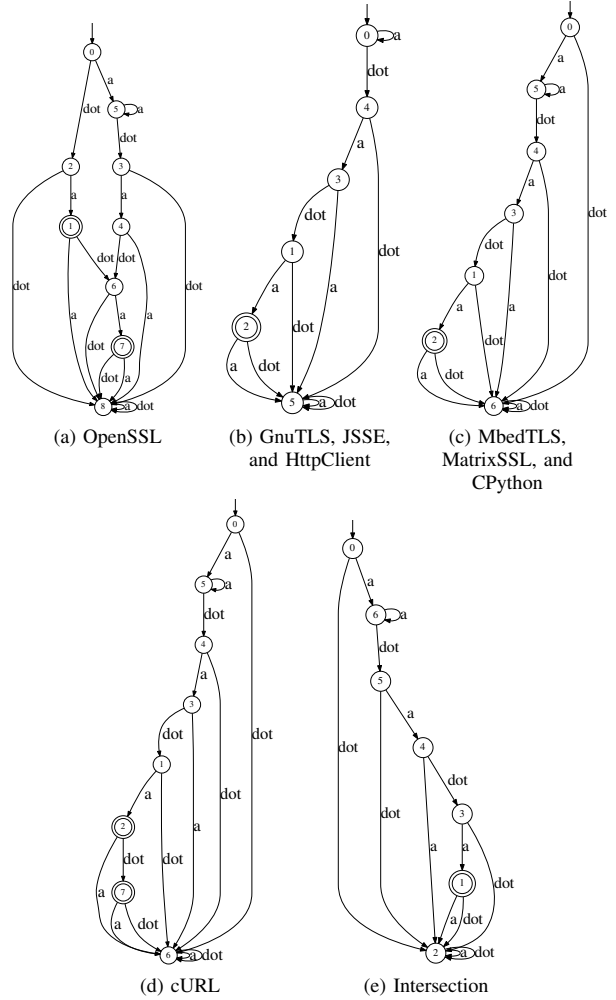 0
a
dot
5
a
dot
2
3
a
a
1
4
dot
dot
dot
dot
6
a
a
a
7
dot
dot
a
8
a
dot
(a) OpenSSL
0
a
dot
4
a
3
dot
dot
1
a
a
2
dot
a
dot
5
a
dot
(b) GnuTLS, JSSE,
and HttpClient
0
a
5
a
dot
4
dot
a
3
dot
dot
1
a
a
dot
2
a
dot
6
a
dot
(c) MbedTLS,
MatrixSSL, and
CPython
0
a
5
a
dot
4
a
dot
3
dot
dot
1
a
a
2
dot
dot
7
a
a
dot
6
a
dot
(d) cURL
0
a
6
a
dot
5
dot
a
4
dot
dot
3
a
a
1
dot
a
dot
2
a
dot
(e) Intersection